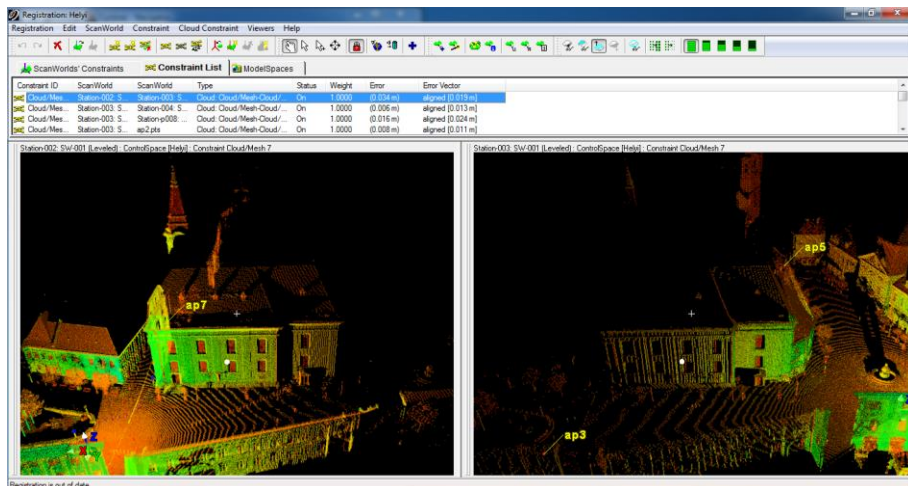 Registration: Helyi
Registration Edit ScanWorld Constraint Cloud Constraint Viewers Help
ScanWorlds' Constraints Constraint List ModelSpaces
Constraint ID ScanWorld ScanWorld Type Status Weight Error Error Vector
Cloud/Mes... Station-002: S... Station-003: S... Cloud: Cloud/Mesh-Cloud/... On 1.0000 (0.034 m) aligned [0.019 m]
Cloud/Mes... Station-003: S... Station-004: S... Cloud: Cloud/Mesh-Cloud/... On 1.0000 (0.006 m) aligned [0.013 m]
Cloud/Mes... Station-003: S... Station-p008: ... Cloud: Cloud/Mesh-Cloud/... On 1.0000 (0.016 m) aligned [0.024 m]
Cloud/Mes... Station-003: S... ap2.pts Cloud: Cloud/Mesh-Cloud/... On 1.0000 (0.008 m) aligned [0.011 m]
Station-002: SW-001 (Leveled) : ControlSpace [Helyi] : Constraint Cloud/Mesh 7
Station-003: SW-001 (Leveled) : ControlSpace [Helyi] : Constraint Cloud/Mesh 7
ap5
ap7
ap3
Z
X
Registration is out of date